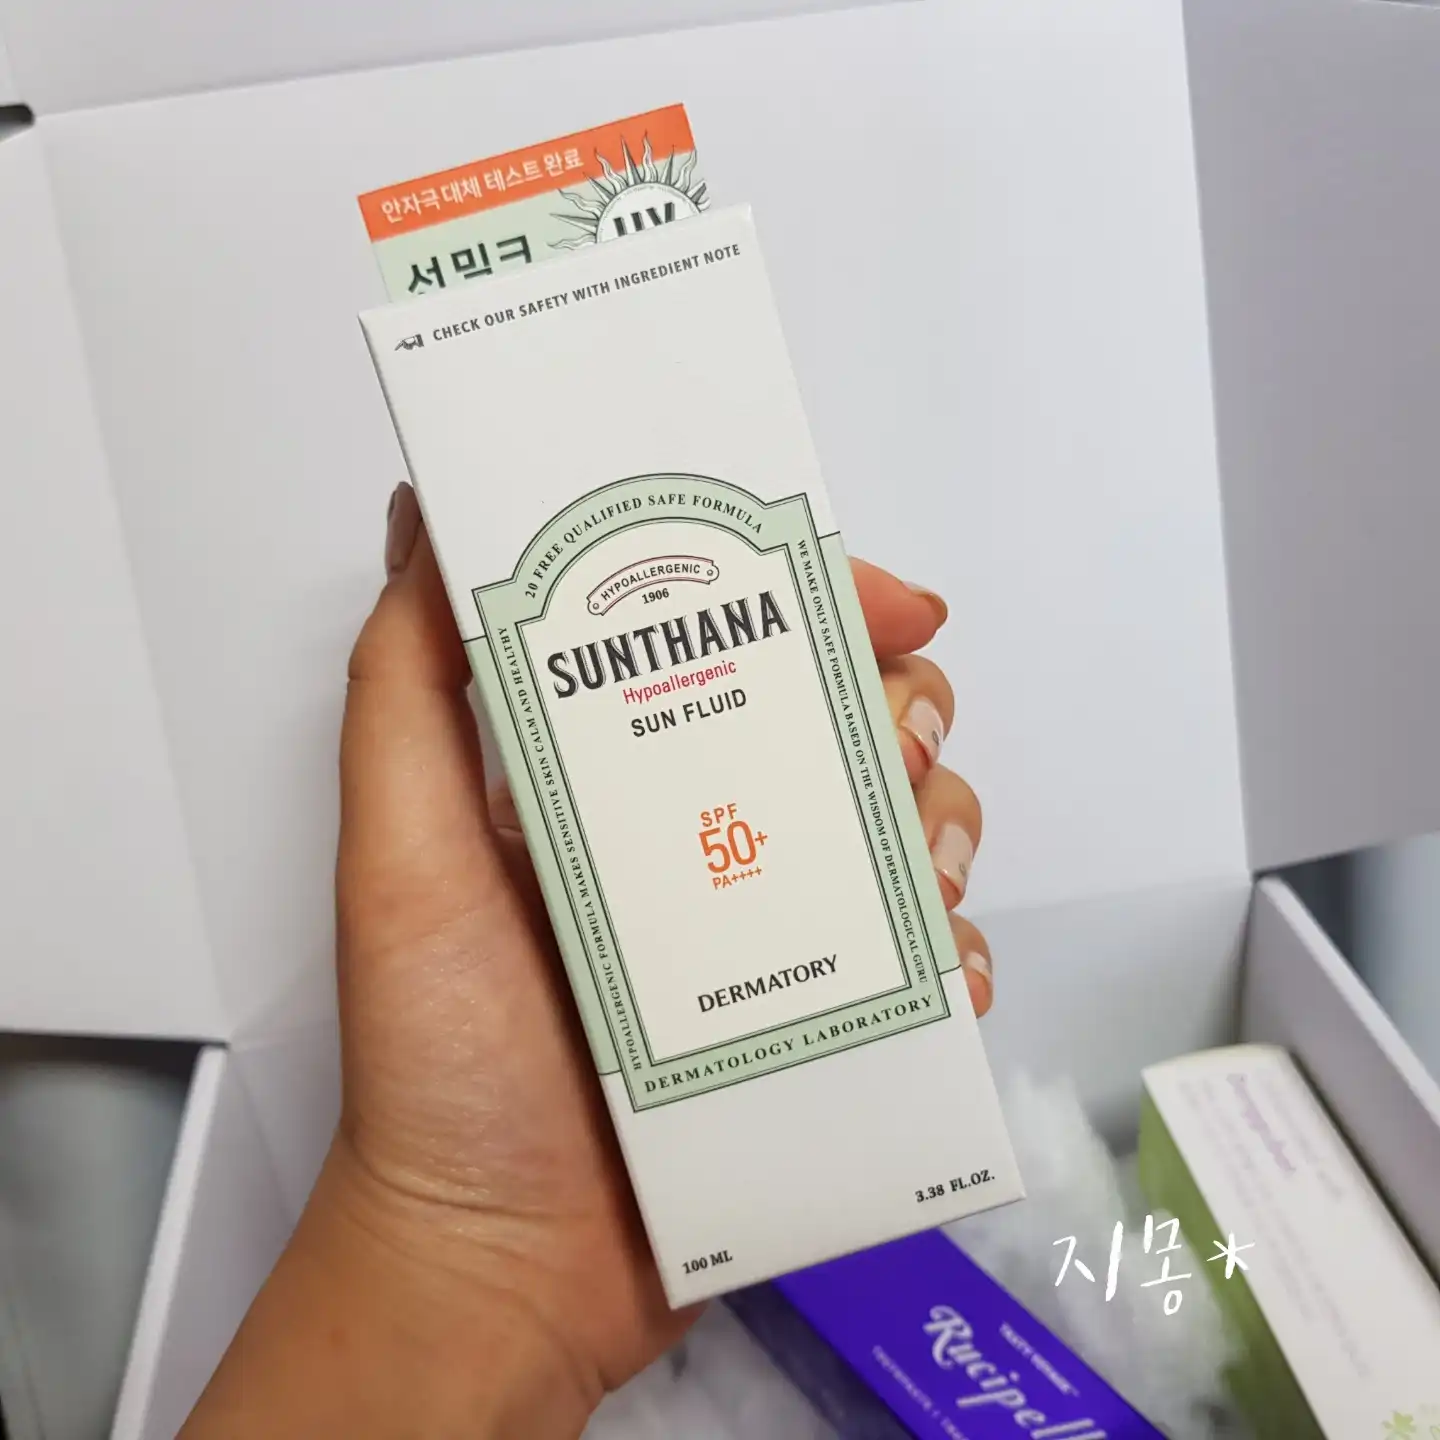 안자극 대체 테스트 완료
선밀크
UV
CHECK OUR SAFETY WITH INGREDIENT NOTE
20 FREE QUALIFIED SAFE FORMULA
HYPOALLERGENIC
1906
SUNTHANA
Hypoallergenic
SUN FLUID
SPF
50+
PA++++
DERMATORY
HYPOALLERGENIC FORMULA MAKES SENSITIVE SKIN CALM AND HEALTHY
WE MAKE ONLY SAFE FORMULA BASED ON THE WISDOM OF DERMATOLOGICAL GURU
DERMATOLOGY LABORATORY
3.38 FL.OZ.
100 ML
지몽*
TASTY VOYAGE
Rucipell